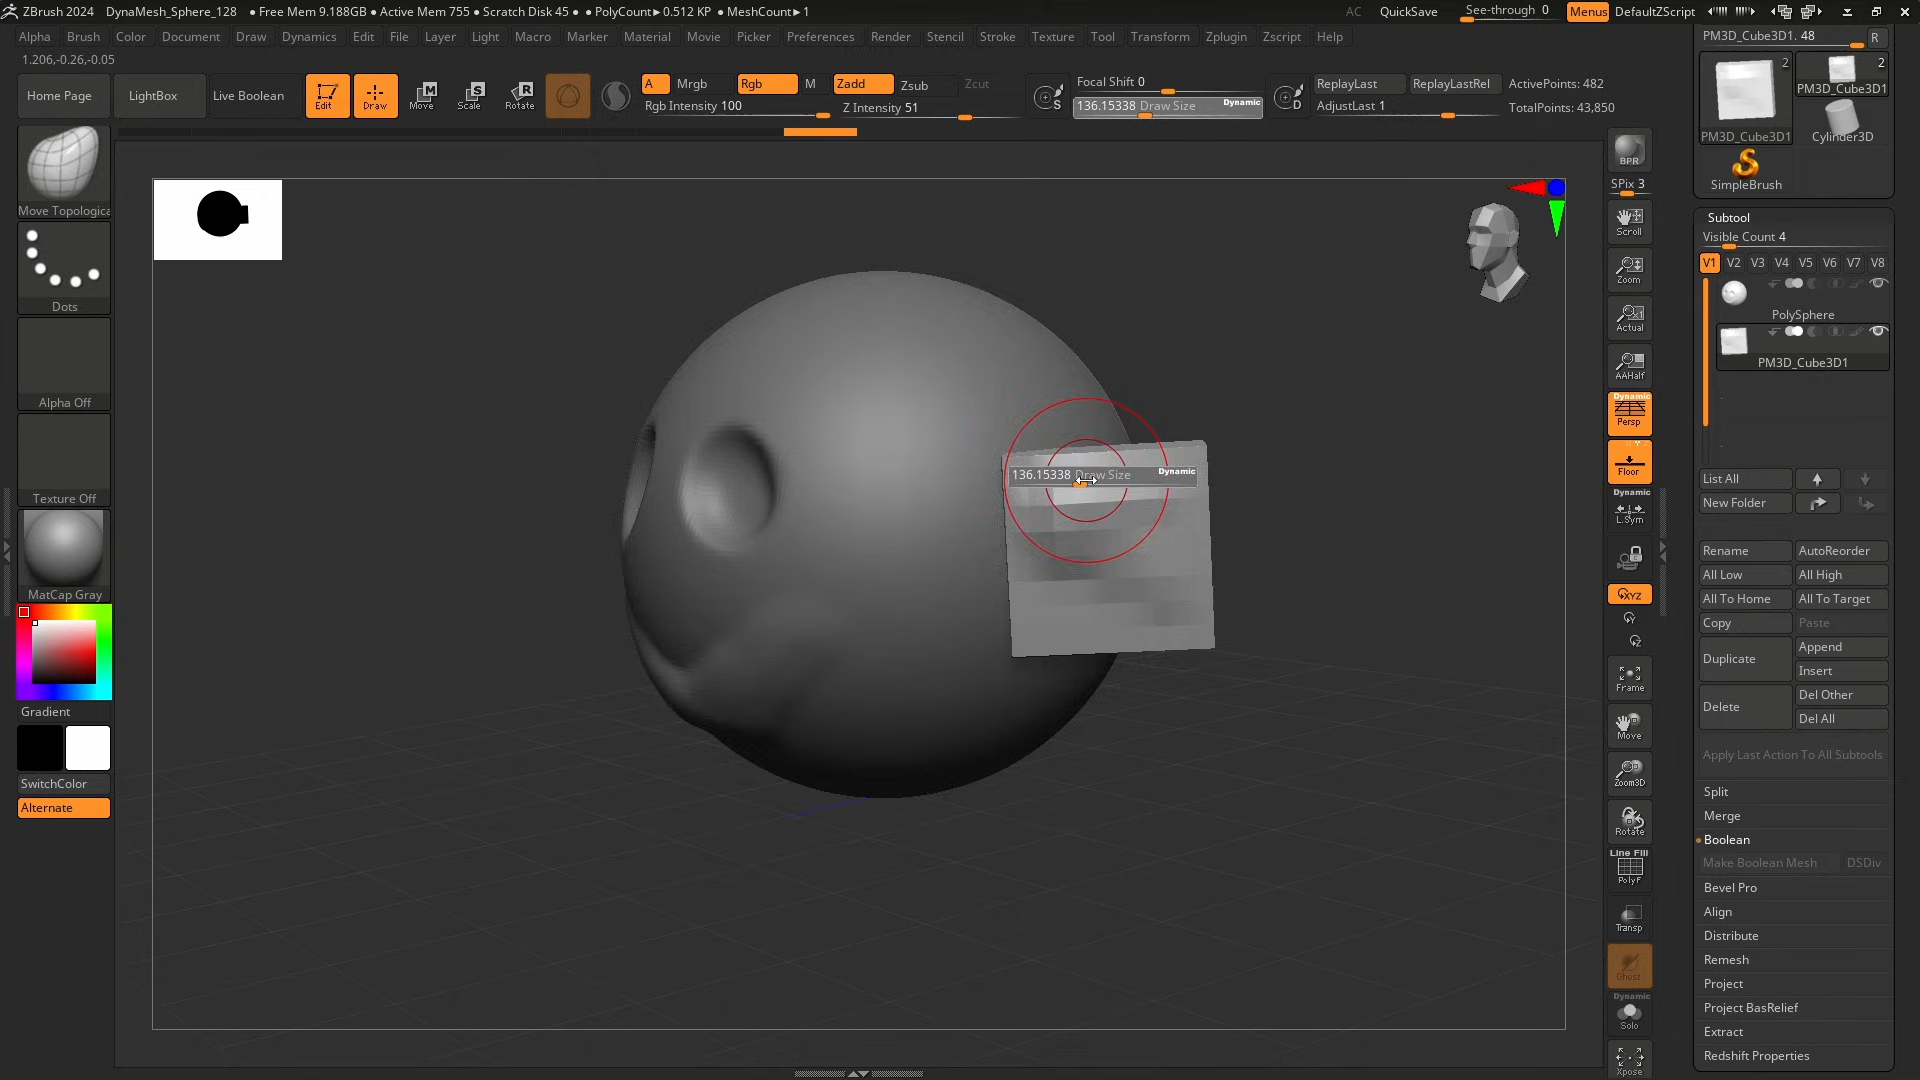 ZBrush 2024 DynaMesh_Sphere_128 • Free Mem 9.188GB • Active Mem 755 • Scratch Disk 45 • • PolyCount▸0.512 KP • MeshCount▸1 AC QuickSave See-through 0 Menus DefaultZScript
Alpha Brush Color Document Draw Dynamics Edit File Layer Light Macro Marker Material Movie Picker Preferences Render Stencil Stroke Texture Tool Transform Zplugin Zscript Help
1.206,-0.26,-0.05
Home Page LightBox Live Boolean Edit Draw Move Scale Rotate
A Mrgb Rgb M Zadd Zsub Zcut
Rgb Intensity 100 Z Intensity 51
Focal Shift 0
136.15338 Draw Size Dynamic
ReplayLast ReplayLastRel ActivePoints: 482
AdjustLast 1 TotalPoints: 43,850
Move Topologica
Dots
Alpha Off
Texture Off
MatCap Gray
Gradient
SwitchColor
Alternate
136.15338 Draw Size Dynamic
BPR
SPix 3
Scroll
Zoom
Actual
AAHalf
Dynamic
Persp
Floor
Dynamic
L.Sym
XYZ
Y
Z
Frame
Move
Zoom3D
Rotate
Line Fill
PolyF
Transp
Ghost
Dynamic
Solo
Xpose
PM3D_Cube3D1. 48 R
2
PM3D_Cube3D1
2
PM3D_Cube3D1
Cylinder3D
SimpleBrush
Subtool
Visible Count 4
V1 V2 V3 V4 V5 V6 V7 V8
PolySphere
PM3D_Cube3D1
List All
New Folder
Rename AutoReorder
All Low All High
All To Home All To Target
Copy Paste
Duplicate Append
Insert
Delete Del Other
Del All
Apply Last Action To All Subtools
Split
Merge
Boolean
Make Boolean Mesh DSDiv
Bevel Pro
Align
Distribute
Remesh
Project
Project BasRelief
Extract
Redshift Properties